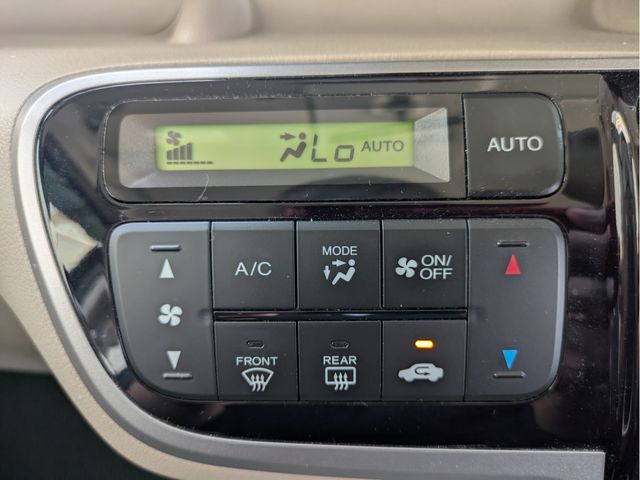 Lo AUTO
AUTO
A/C
MODE
ON/
OFF
FRONT
REAR